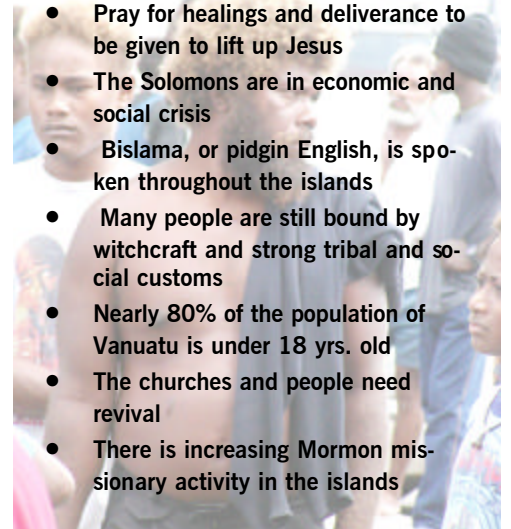 • Pray for healings and deliverance to
be given to lift up Jesus
• The Solomons are in economic and
social crisis
• Bislama, or pidgin English, is spo-
ken throughout the islands
• Many people are still bound by
witchcraft and strong tribal and so-
cial customs
• Nearly 80% of the population of
Vanuatu is under 18 yrs. old
• The churches and people need
revival
• There is increasing Mormon mis-
sionary activity in the islands